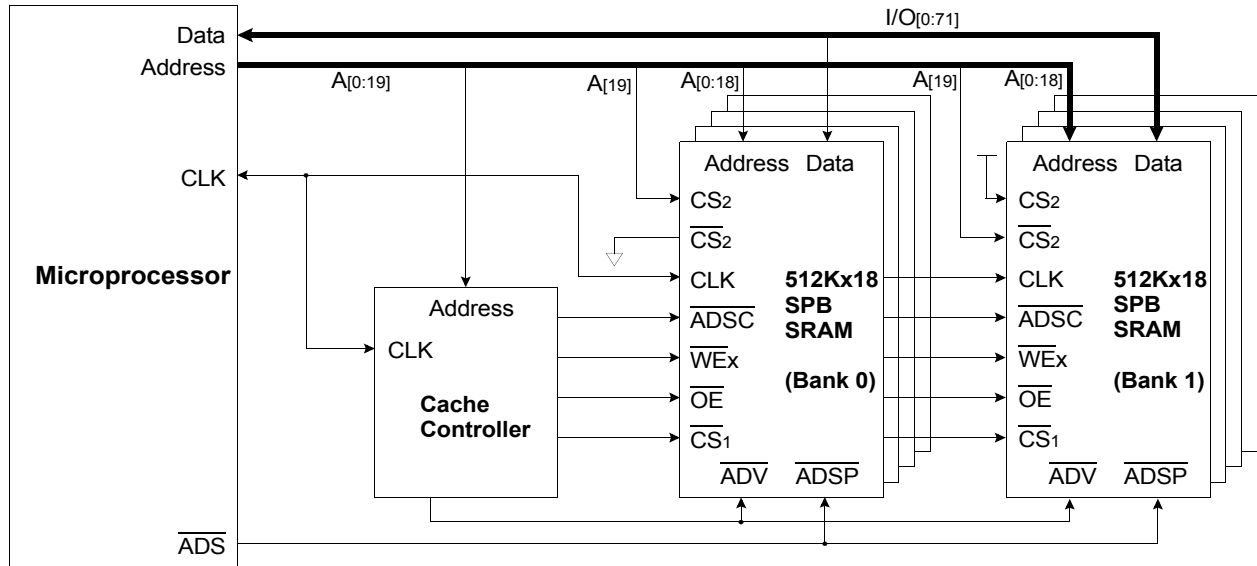 I/O[0:71]
Data
Address
A[0:19]
A[19]
A[0:18]
A[19]
A[0:18]
CLK
Microprocessor
ADS
Address
CLK
Cache
Controller
Address Data
CS2
CS2
CLK
ADSC
WEx
OE
CS1
ADV ADSP
512Kx18
SPB
SRAM
(Bank 0)
Address Data
CS2
CS2
CLK
ADSC
WEx
OE
CS1
ADV ADSP
512Kx18
SPB
SRAM
(Bank 1)